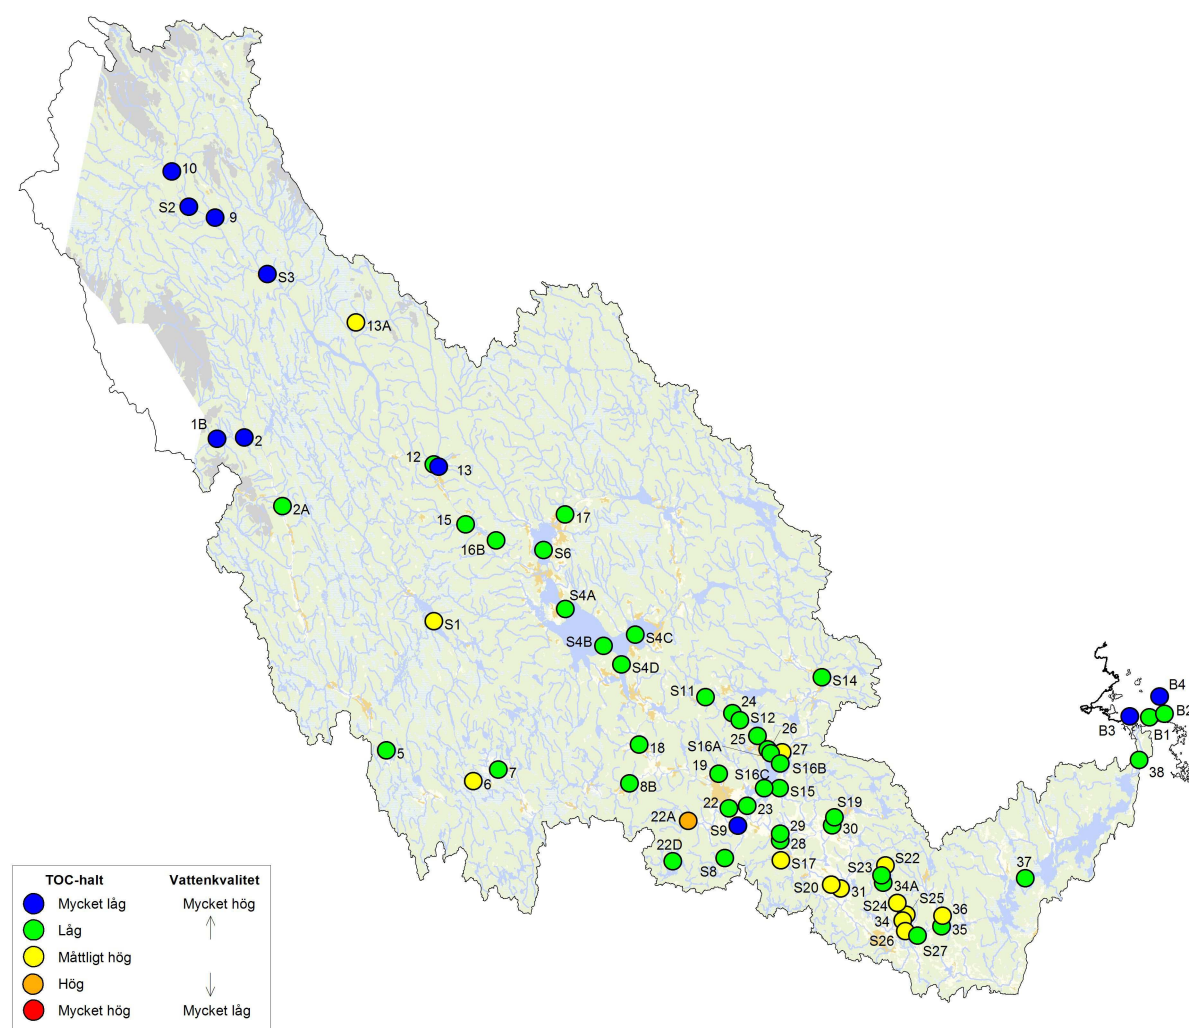 10
S2
9
S3
13A
1B
2
12
13
2A
15
16B
17
S6
S4A
S1
S4B
S4C
S4D
S14
S11
24
S12
26
25
S16A
27
S16B
18
5
7
6
19
8B
S16C
S15
22
23
22A
S9
S19
30
29
28
22D
S8
S17
S22
S23
34A
S20
31
S24
S25
36
34
35
S26
S27
37
B4
B2
B3
B1
38
TOC-halt Vattenkvalitet
Mycket låg Mycket hög
Låg
Måttligt hög
Hög
Mycket hög Mycket låg